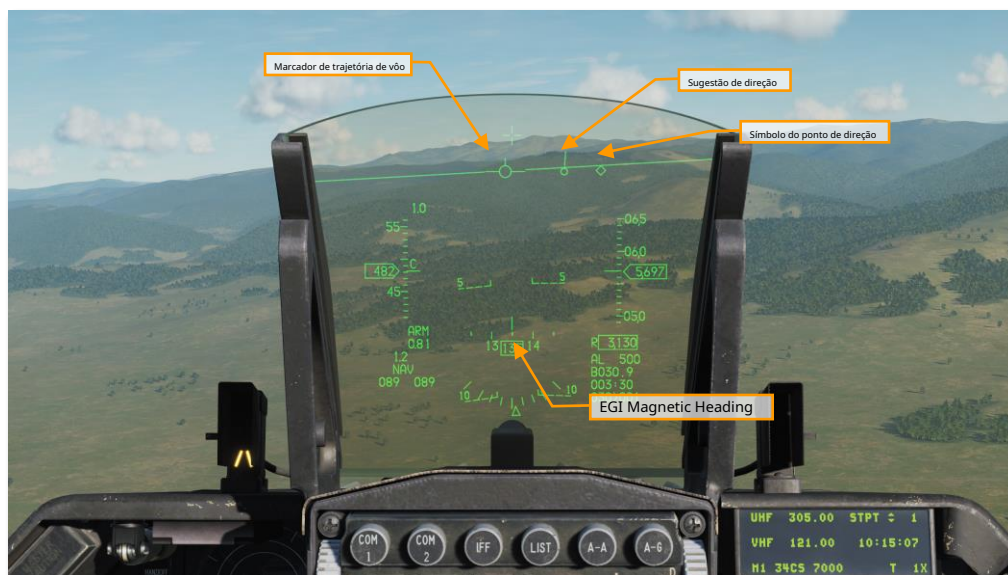 Marcador de trajetória de vôo
Sugestão de direção
Símbolo do ponto de direção
1.0
55
065
060
482
C
5697
45
5
5
050
ARM
0.81
13
14
R 3130
1.2
NAV
AL 500
089 089
B030.9
003:30
10
10
EGI Magnetic Heading
COM 1
COM 2
IFF
LIST
A-A
A-G
UHF 305.00 STPT 1
VHF 121.00 10:15:07
M1 34C5 7000 T 1X